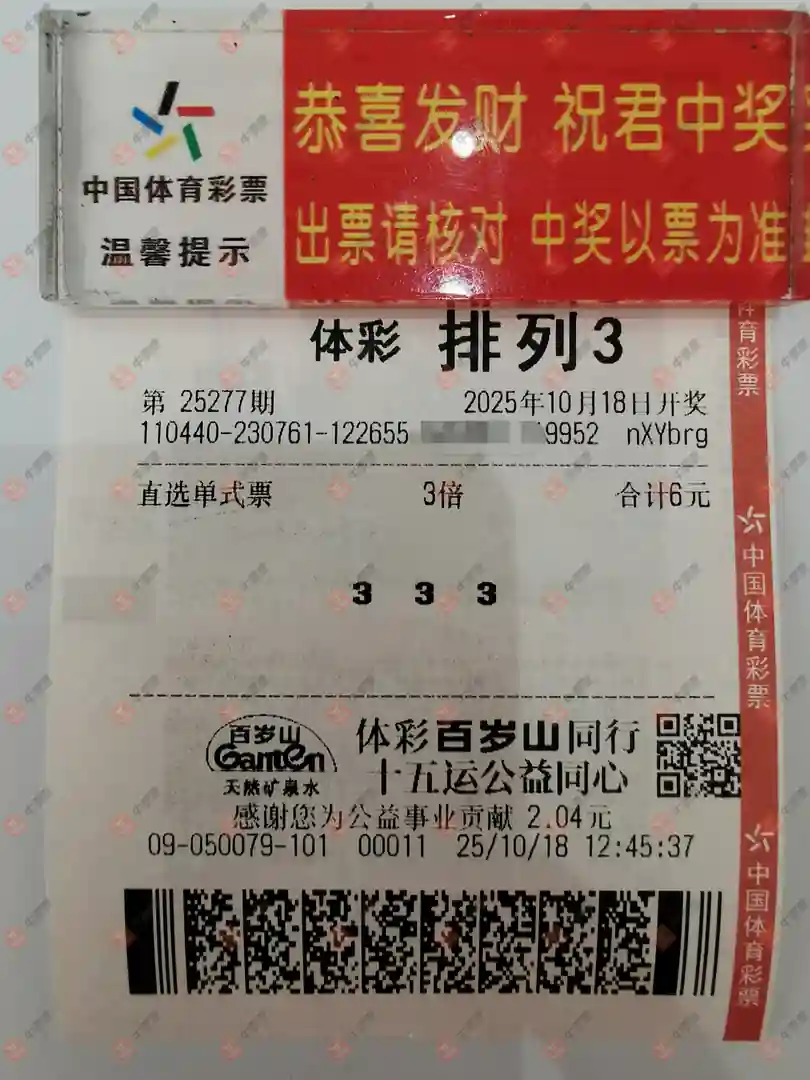 恭喜发财 祝君中奖
中国体育彩票
出票请核对 中奖以票为准
温馨提示
体彩 排列3
第 25277期 2025年10月18日开奖
110440-230761-122655 9952 nXYbrg
直选单式票 3倍 合计6元
3 3 3
百岁山
Ganten
天然矿泉水
体彩百岁山同行
十五运公益同心
感谢您为公益事业贡献 2.04元
09-050079-101 00011 25/10/18 12:45:37
体育彩票
中国体育彩票
中国体育彩票